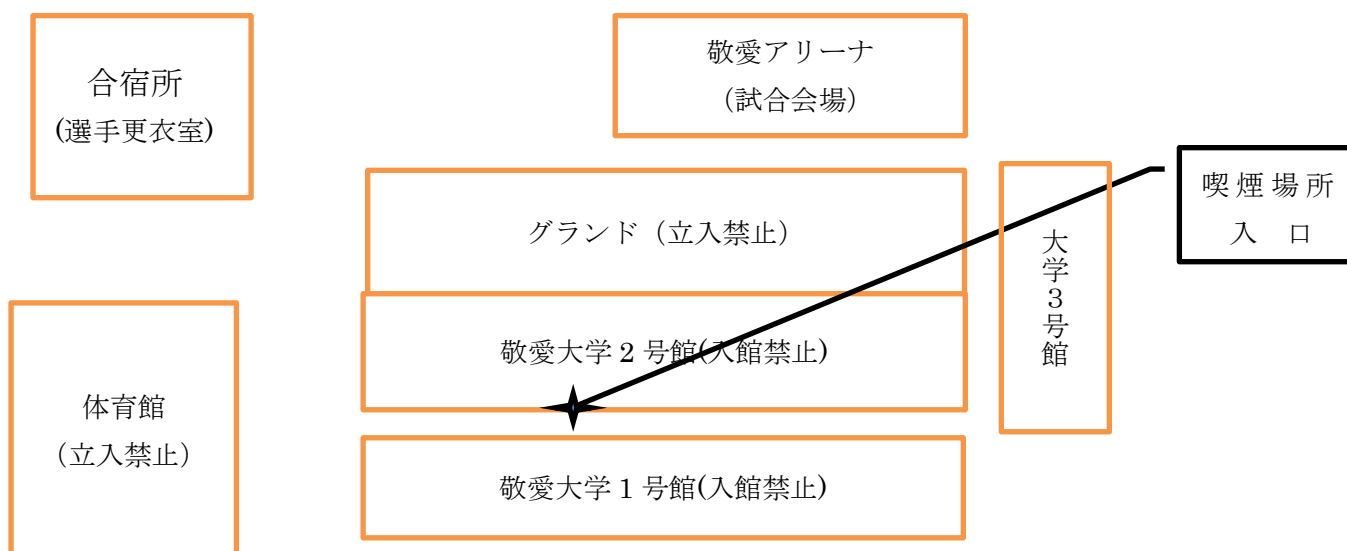 合宿所
(選手更衣室)
敬愛アリーナ
（試合会場）
喫煙場所
入　口
グランド（立入禁止）
大学３号館
敬愛大学 2 号館(入館禁止)
体育館
（立入禁止）
敬愛大学 1 号館(入館禁止)